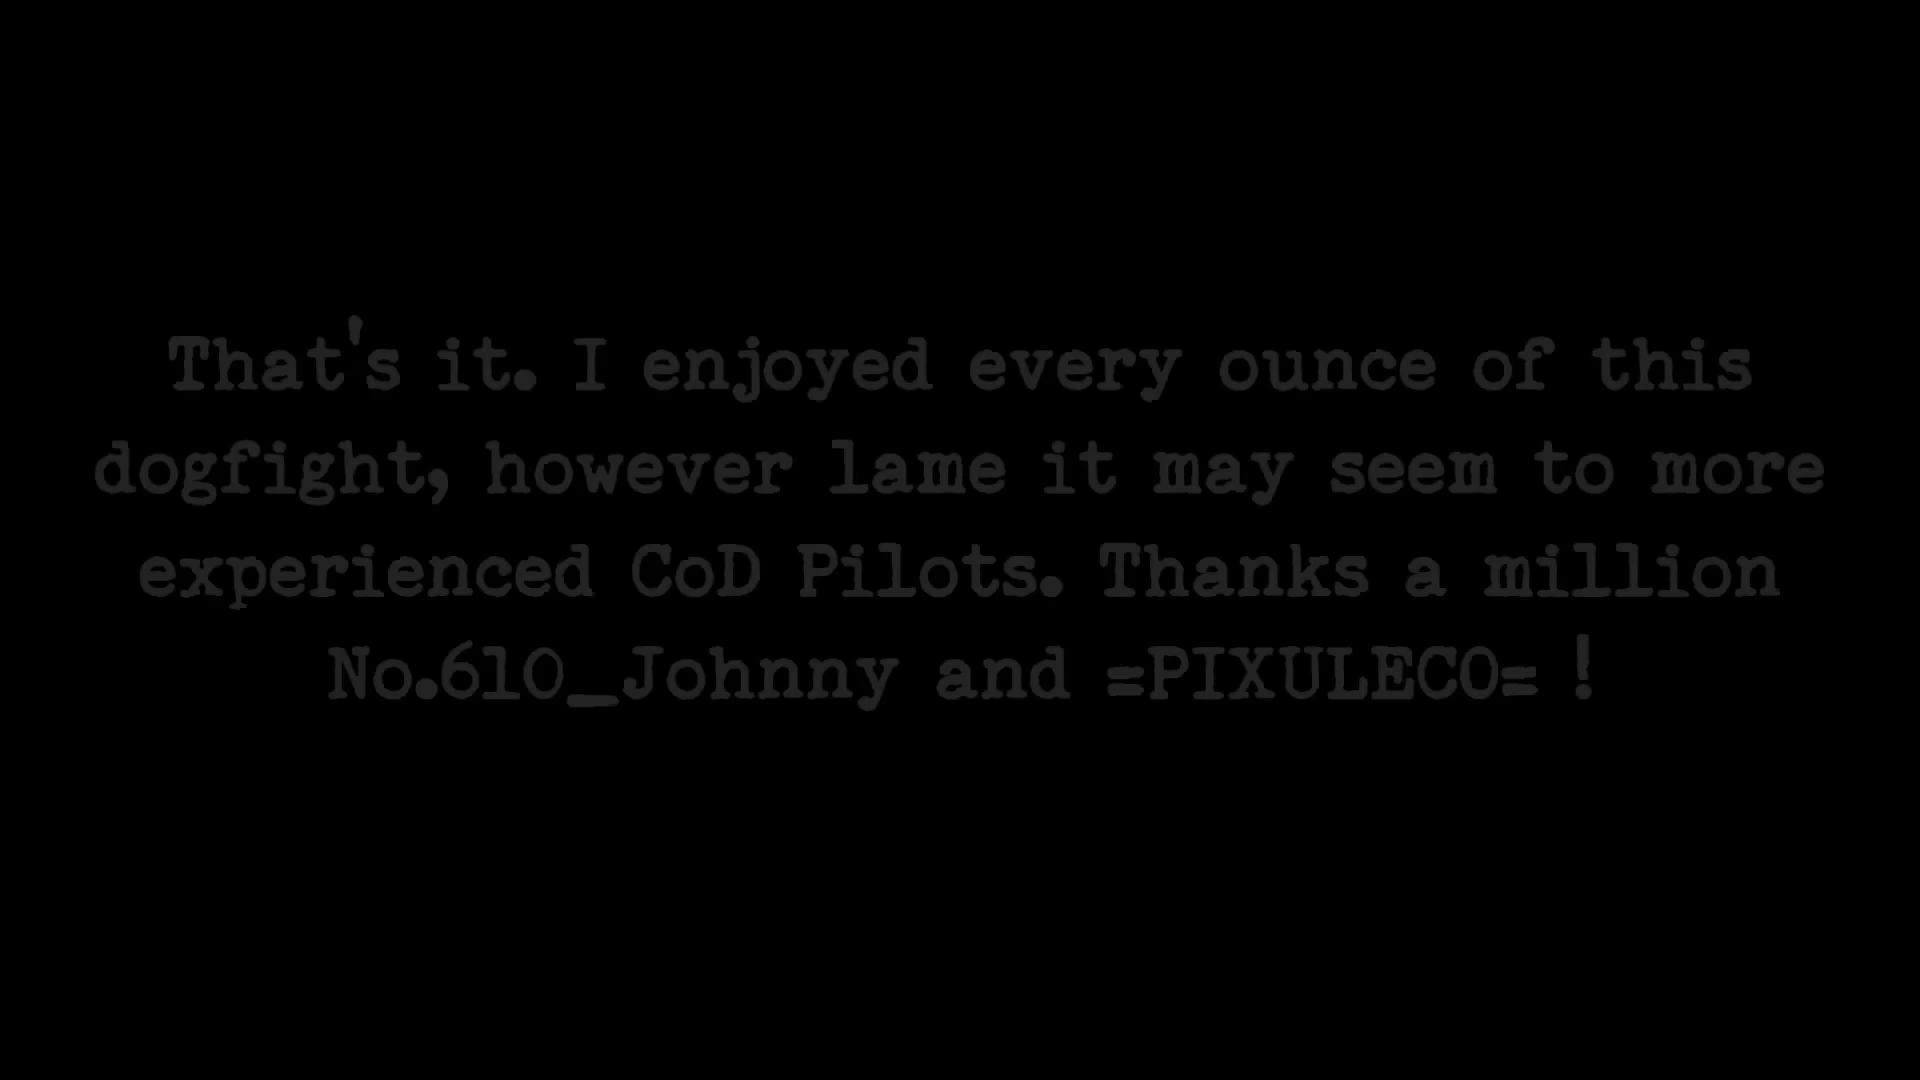 That's it. I enjoyed every ounce of this
dogfight, however lame it may seem to more
experienced CoD Pilots. Thanks a million
No.610_Johnny and =PIXULECO= !